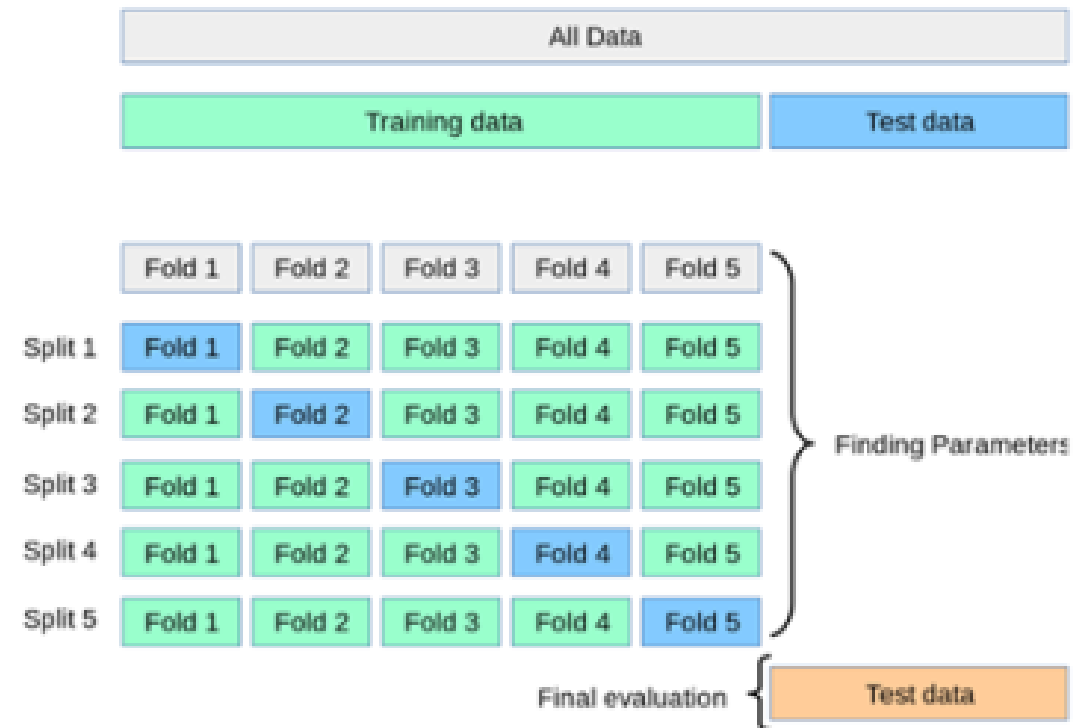 All Data
Training data Test data
Fold 1 Fold 2 Fold 3 Fold 4 Fold 5
Split 1 Fold 1 Fold 2 Fold 3 Fold 4 Fold 5
Split 2 Fold 1 Fold 2 Fold 3 Fold 4 Fold 5
Finding Parameters
Split 3 Fold 1 Fold 2 Fold 3 Fold 4 Fold 5
Split 4 Fold 1 Fold 2 Fold 3 Fold 4 Fold 5
Split 5 Fold 1 Fold 2 Fold 3 Fold 4 Fold 5
Final evaluation Test data